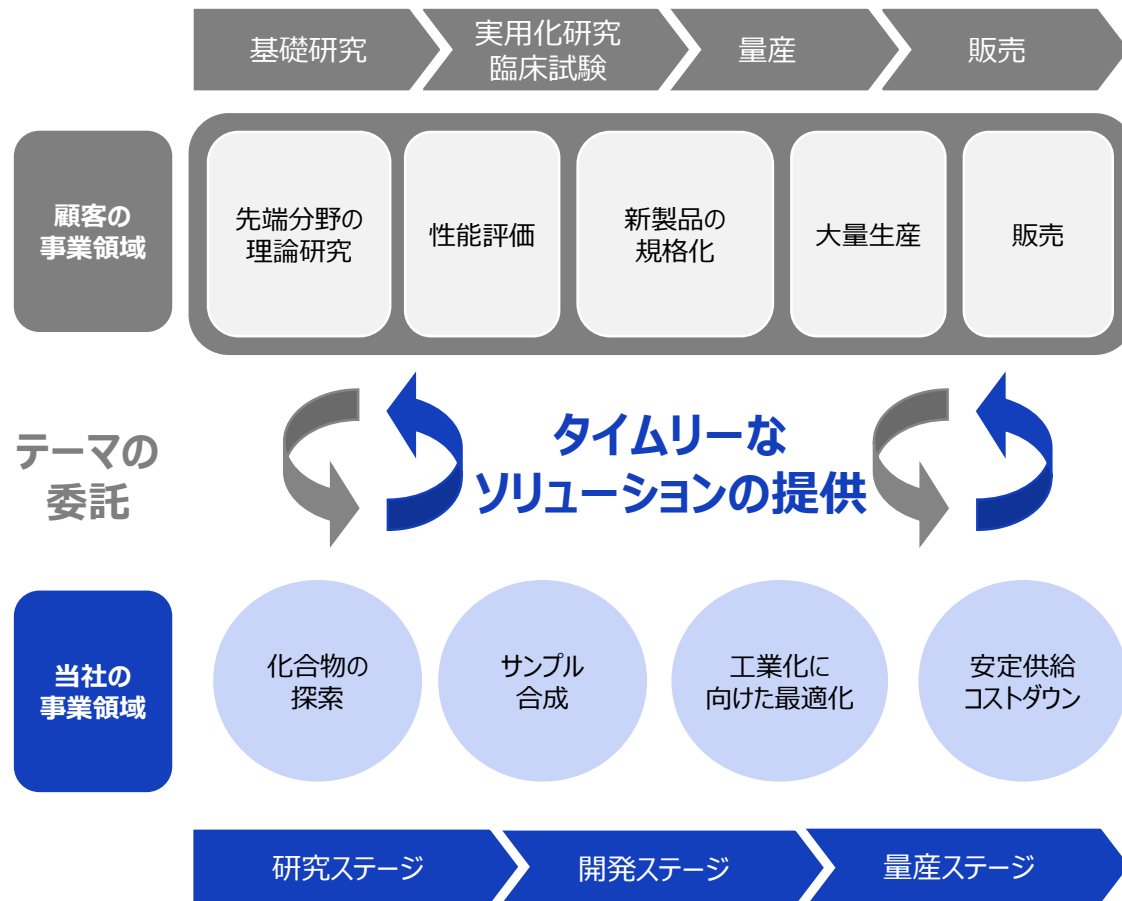 基礎研究
実用化研究
臨床試験
量産
販売
顧客の
事業領域
先端分野の
理論研究
性能評価
新製品の
規格化
大量生産
販売
テーマの
委託
タイムリーな
ソリューションの提供
当社の
事業領域
化合物の
探索
サンプル
合成
工業化に
向けた最適化
安定供給
コストダウン
研究ステージ
開発ステージ
量産ステージ